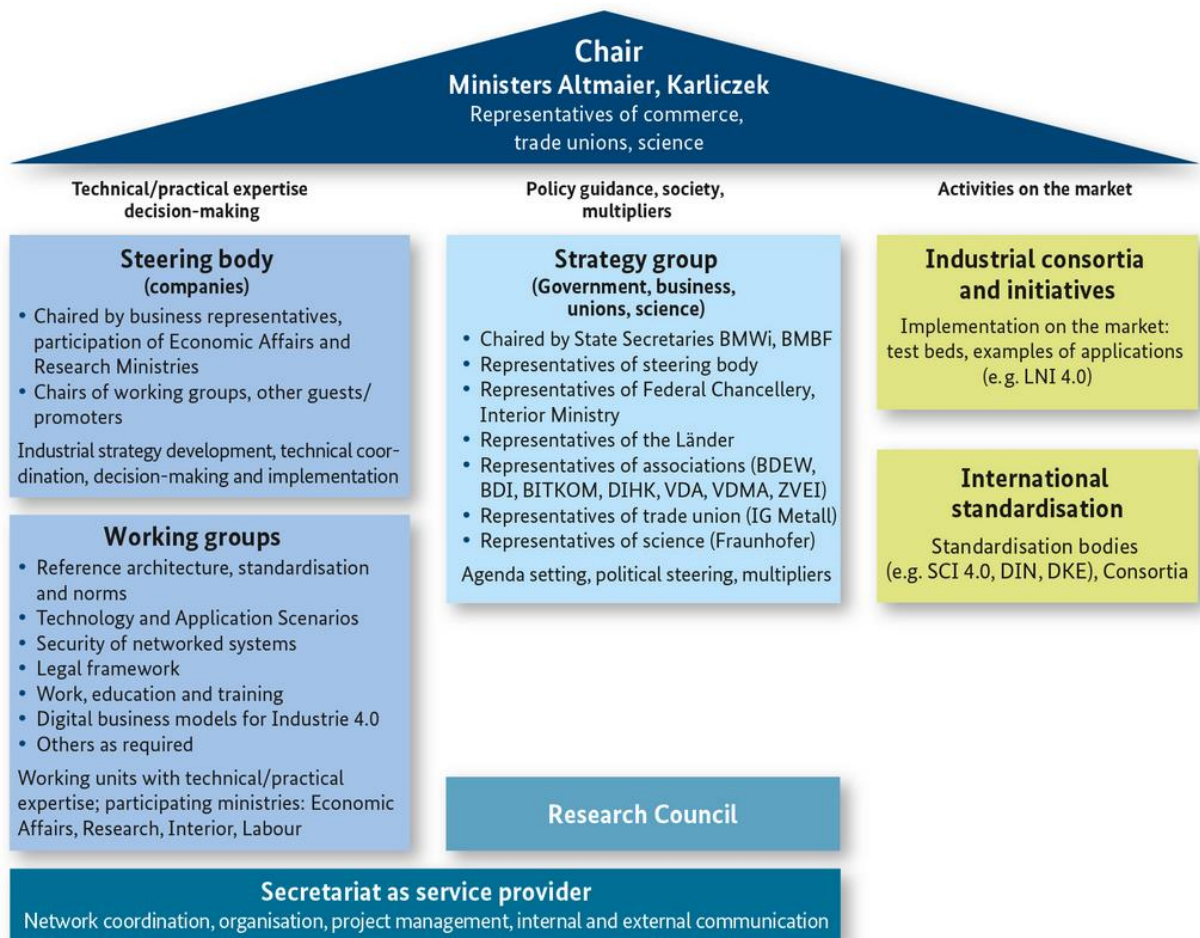 Chair
Ministers Altmaier, Karliczek
Representatives of commerce,
trade unions, science
Technical/practical expertise
decision-making
Steering body
(companies)
• Chaired by business representatives,
participation of Economic Affairs and
Research Ministries
• Chairs of working groups, other guests/
promoters
Industrial strategy development, technical coor-
dination, decision-making and implementation
Working groups
• Reference architecture, standardisation
and norms
• Technology and Application Scenarios
• Security of networked systems
• Legal framework
• Work, education and training
• Digital business models for Industrie 4.0
• Others as required
Working units with technical/practical
expertise; participating ministries: Economic
Affairs, Research, Interior, Labour
Policy guidance, society,
multipliers
Strategy group
(Government, business,
unions, science)
• Chaired by State Secretaries BMWi, BMBF
• Representatives of steering body
• Representatives of Federal Chancellery,
Interior Ministry
• Representatives of the Länder
• Representatives of associations (BDEW,
BDI, BITKOM, DIHK, VDA, VDMA, ZVEI)
• Representatives of trade union (IG Metall)
• Representatives of science (Fraunhofer)
Agenda setting, political steering, multipliers
Research Council
Activities on the market
Industrial consortia
and initiatives
Implementation on the market:
test beds, examples of applications
(e.g. LNI 4.0)
International
standardisation
Standardisation bodies
(e.g. SCI 4.0, DIN, DKE), Consortia
Secretariat as service provider
Network coordination, organisation, project management, internal and external communication